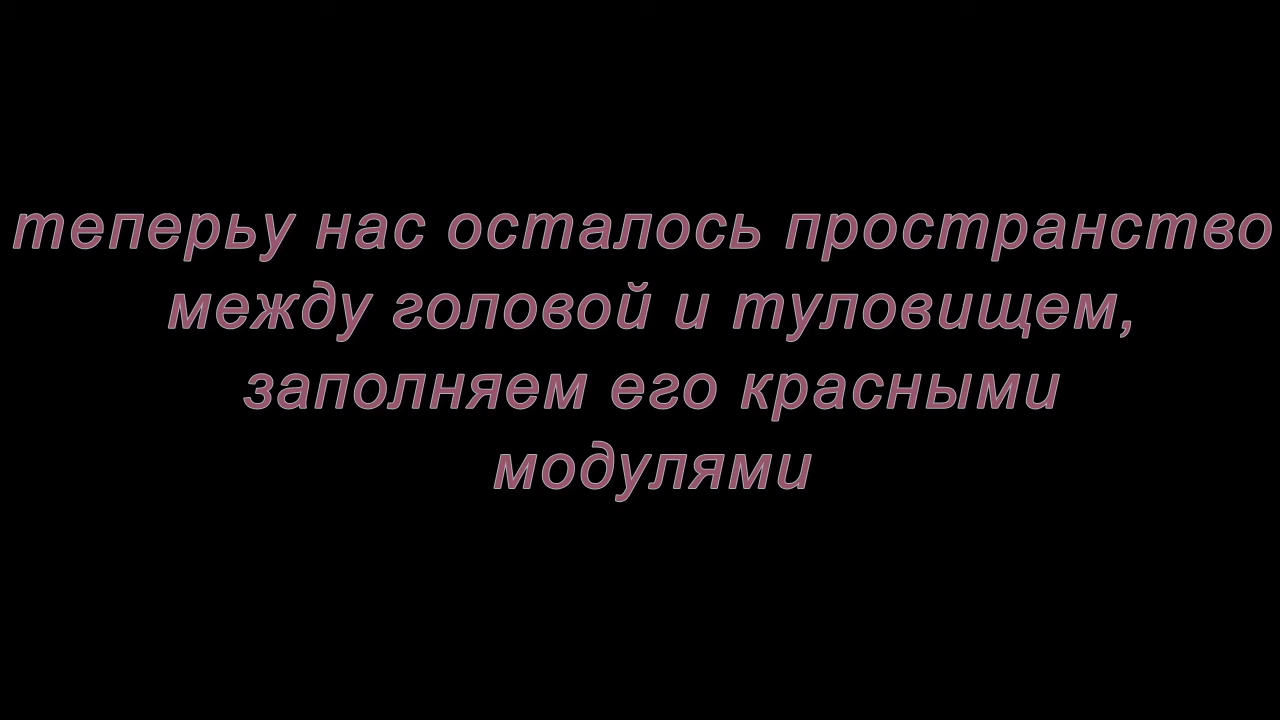 теперьу нас осталось пространство
между головой и туловищем,
заполняем его красными
модулями